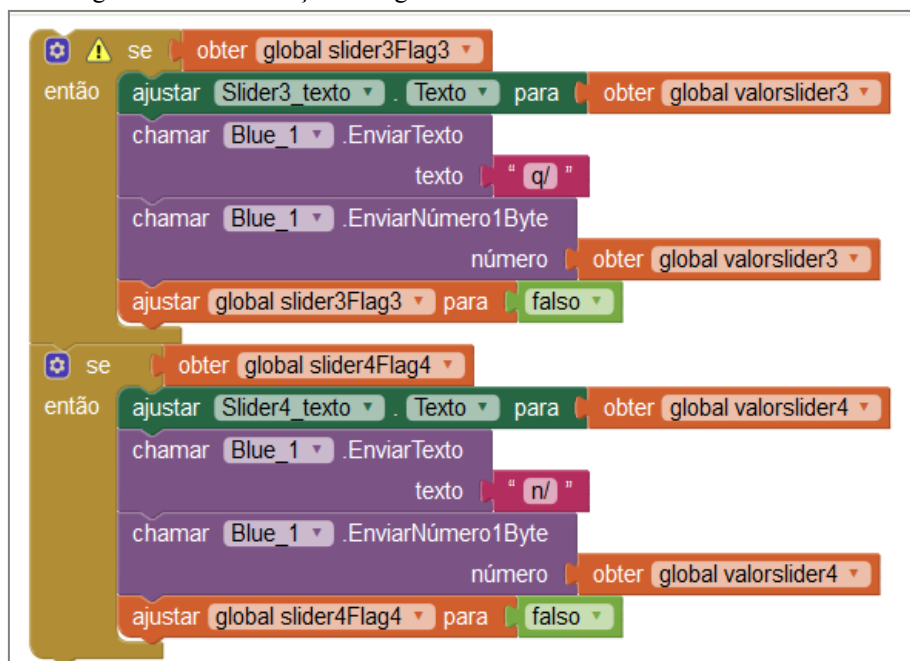 se obter global slider3Flag3
então ajustar Slider3_texto . Texto para obter global valorslider3
chamar Blue_1 .EnviarTexto
texto " q/ "
chamar Blue_1 .EnviarNúmero1Byte
número obter global valorslider3
ajustar global slider3Flag3 para falso
se obter global slider4Flag4
então ajustar Slider4_texto . Texto para obter global valorslider4
chamar Blue_1 .EnviarTexto
texto " n/ "
chamar Blue_1 .EnviarNúmero1Byte
número obter global valorslider4
ajustar global slider4Flag4 para falso